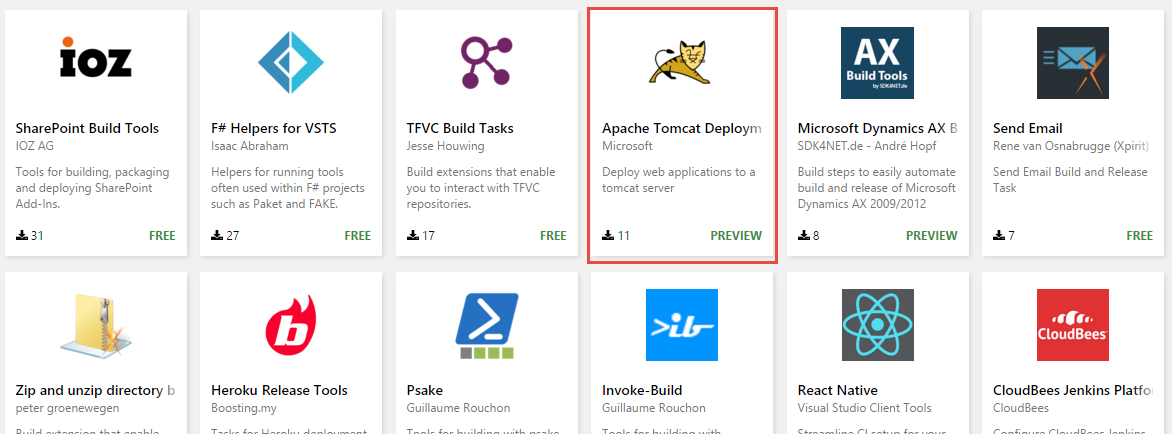 ioz
SharePoint Build Tools
IOZ AG
Tools for building, packaging
and deploying SharePoint
Add-Ins.
31 FREE
F# Helpers for VSTS
Isaac Abraham
Helpers for running tools
often used within F# projects
such as Paket and FAKE.
27 FREE
TFVC Build Tasks
Jesse Houwing
Build extensions that enable
you to interact with TFVC
repositories.
17 FREE
Apache Tomcat Deploym
Microsoft
Deploy web applications to a
tomcat server
11 PREVIEW
AX
Build Tools
by SDK4NET.de
Microsoft Dynamics AX B
SDK4NET.de - André Hopf
Build steps to easily automate
build and release of Microsoft
Dynamics AX 2009/2012
8 PREVIEW
Send Email
Rene van Osnabrugge (Xpirit)
Send Email Build and Release
Task
7 FREE
Zip and unzip directory b
peter groenewegen
Build extension that enable
b
Heroku Release Tools
Boosting.my
Tasks for Heroku deployment
Psake
Guillaume Rouchon
Tools for building with psake
>ib
Invoke-Build
Guillaume Rouchon
Tools for building with
React Native
Visual Studio Client Tools
Streamline CI setup for your
CloudBees
CloudBees Jenkins Platfo
CloudBees
Configure CloudBees Jenkins